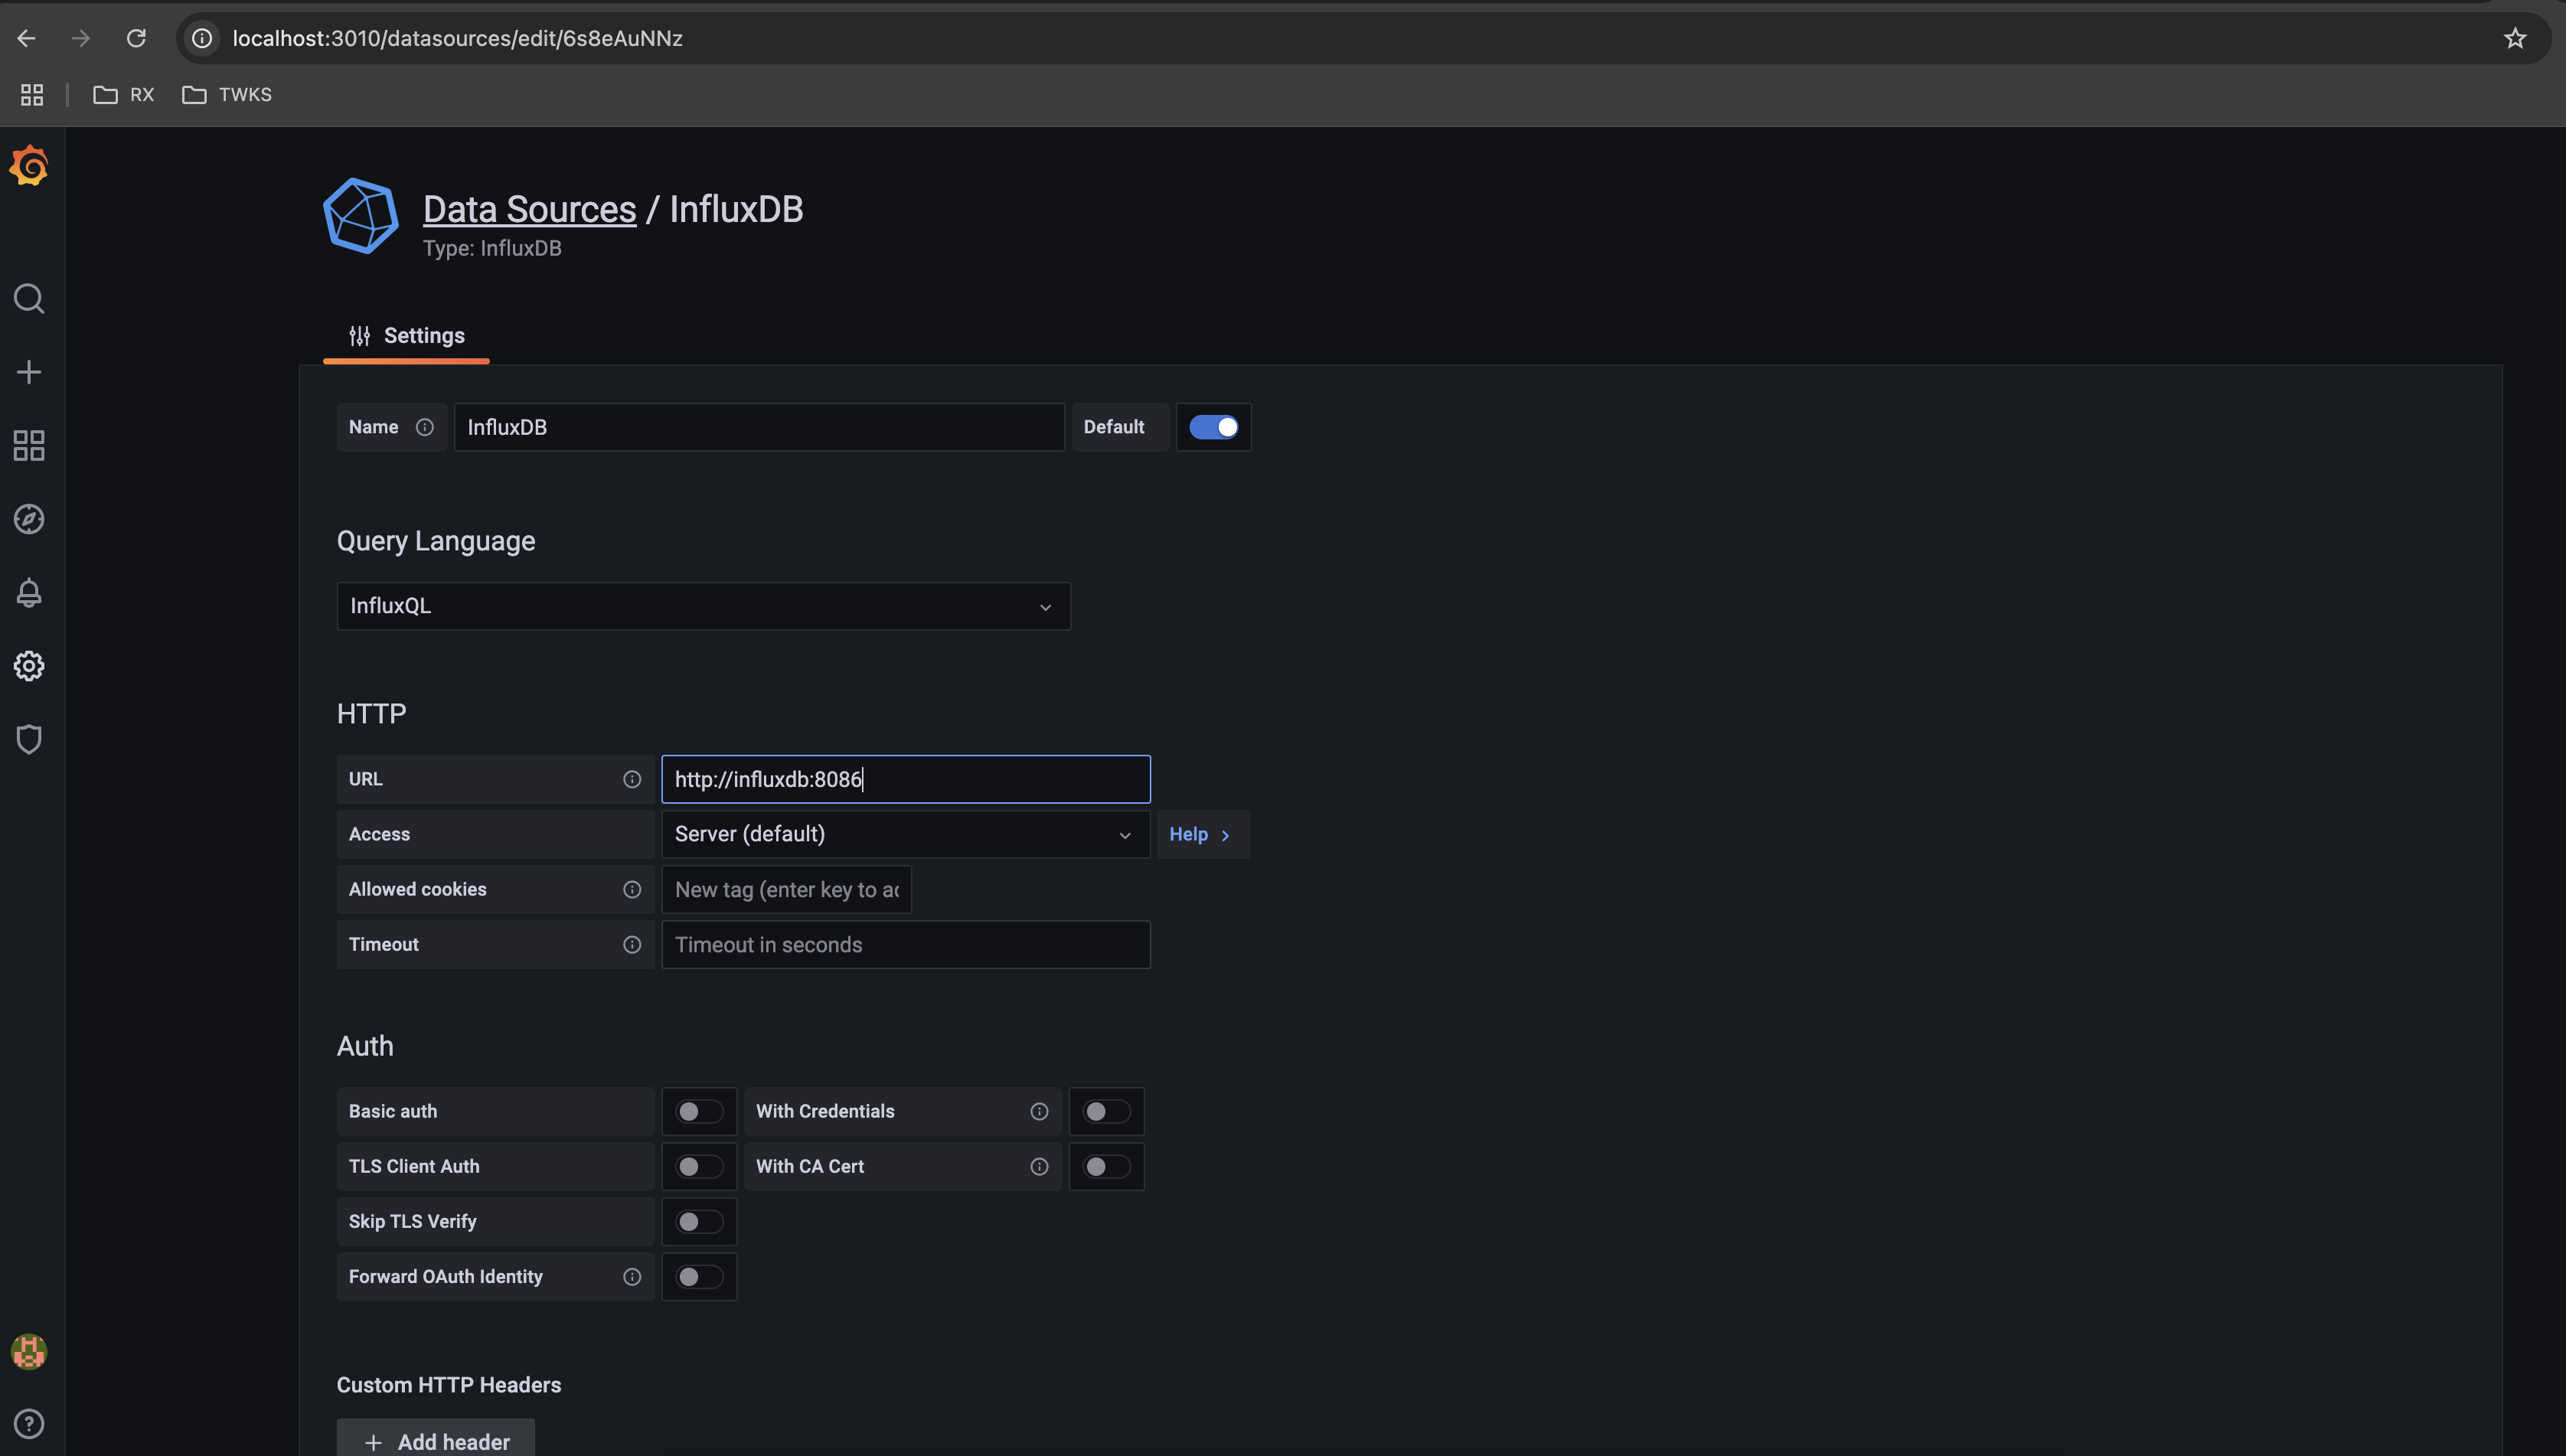 localhost:3010/datasources/edit/6s8eAuNNz
RX TWKS
Data Sources / InfluxDB
Type: InfluxDB
Settings
Name InfluxDB Default
Query Language
InfluxQL
HTTP
URL http://influxdb:8086
Access Server (default) Help
Allowed cookies New tag (enter key to ac
Timeout Timeout in seconds
Auth
Basic auth With Credentials
TLS Client Auth With CA Cert
Skip TLS Verify
Forward OAuth Identity
Custom HTTP Headers
+ Add header